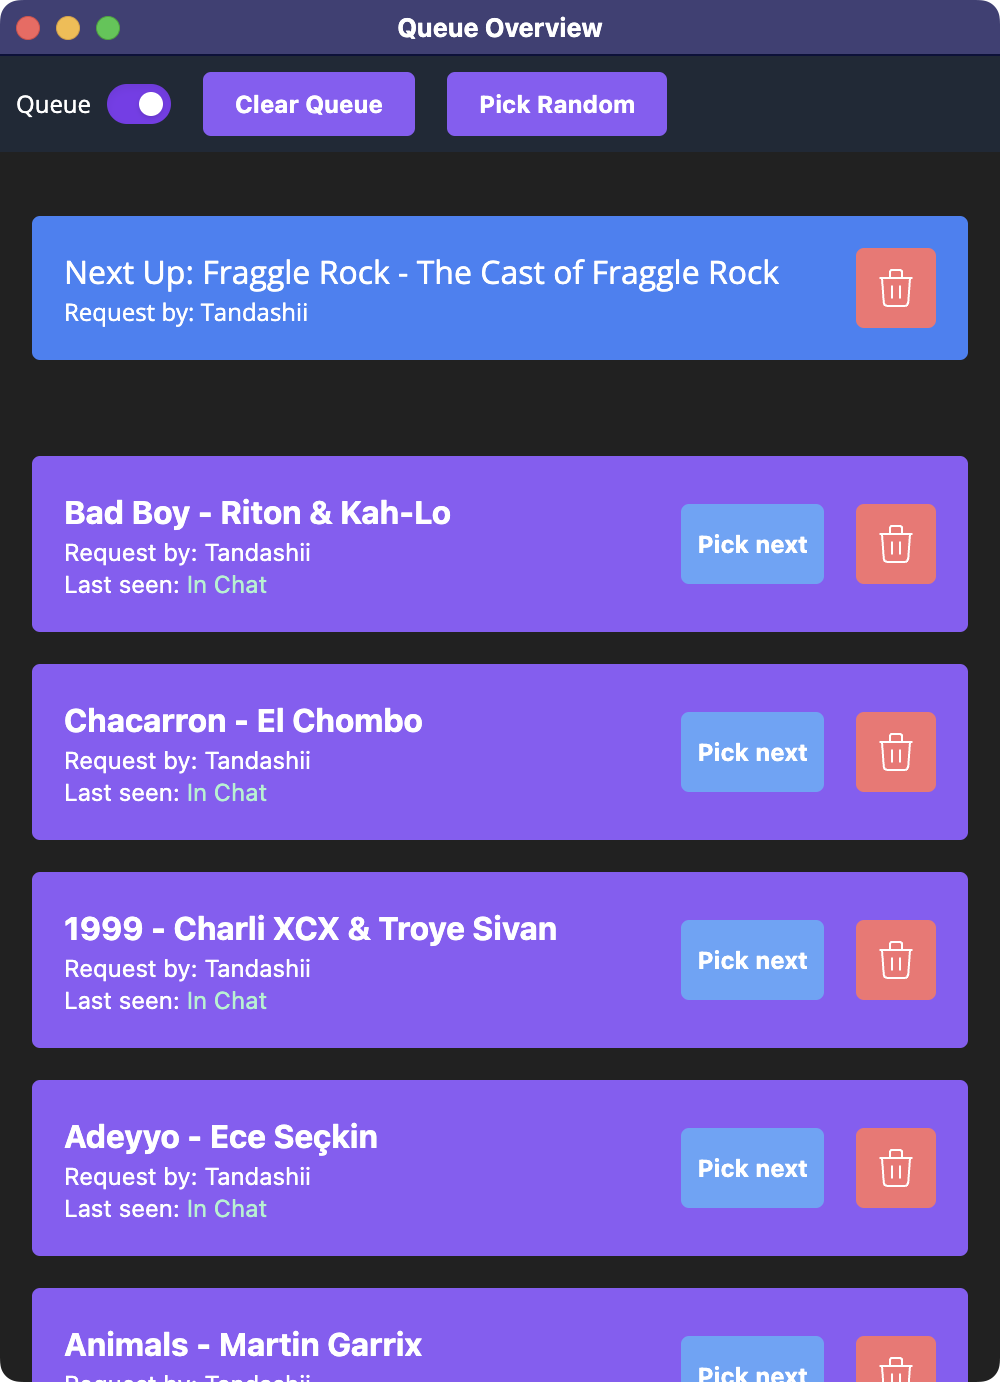 Queue Overview
Queue
Clear Queue
Pick Random
Next Up: Fraggle Rock - The Cast of Fraggle Rock
Request by: Tandashii
Bad Boy - Riton & Kah-Lo
Request by: Tandashii
Last seen: In Chat
Pick next
Chacarron - El Chombo
Request by: Tandashii
Last seen: In Chat
Pick next
1999 - Charli XCX & Troye Sivan
Request by: Tandashii
Last seen: In Chat
Pick next
Adeyyo - Ece Seçkin
Request by: Tandashii
Last seen: In Chat
Pick next
Animals - Martin Garrix
Request by: Tandashii
Pick next